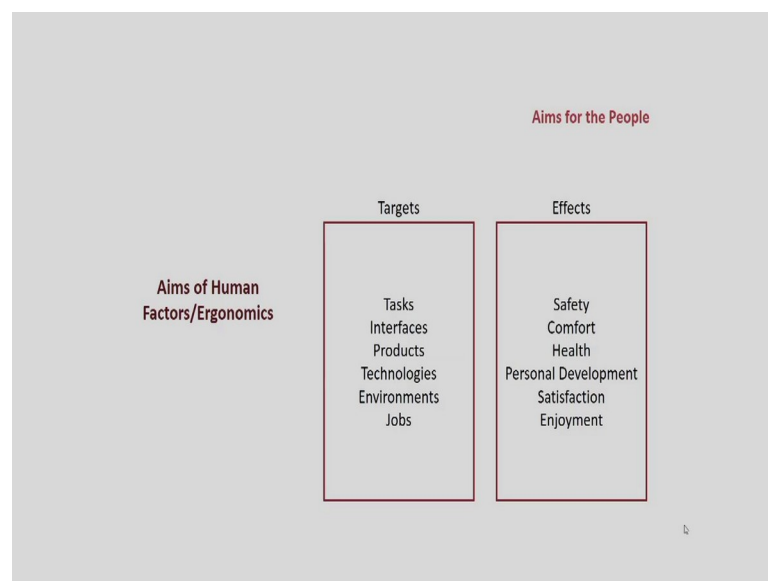 Aims for the People
Targets
Effects
Aims of Human
Factors/Ergonomics
Tasks
Interfaces
Products
Technologies
Environments
Jobs
Safety
Comfort
Health
Personal Development
Satisfaction
Enjoyment